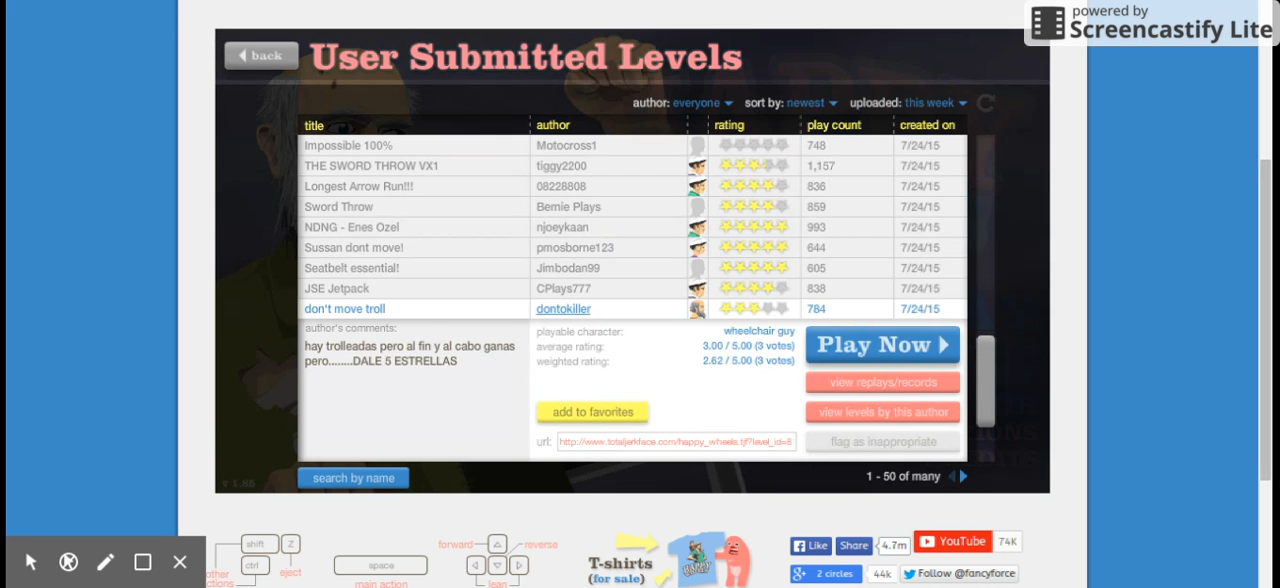 powered by
Screencastify Lite
back
User Submitted Levels
author: everyone sort by: newest uploaded: this week
title author rating play count created on
Impossible 100% Motocross1 748 7/24/15
THE SWORD THROW VX1 tiggy2200 1,157 7/24/15
Longest Arrow Run!!! 08228808 836 7/24/15
Sword Throw Bernie Plays 859 7/24/15
NDNG - Enes Ozel njoeykaan 993 7/24/15
Sussan dont move! pmosborne123 644 7/24/15
Seatbelt essential! Jimbodan99 605 7/24/15
JSE Jetpack CPlays777 838 7/24/15
don't move troll dontokiller 784 7/24/15
author's comments:
hay trolleadas pero al fin y al cabo ganas
pero........DALE 5 ESTRELLAS
playable character: wheelchair guy
average rating: 3.00 / 5.00 (3 votes)
weighted rating: 2.62 / 5.00 (3 votes)
add to favorites
url: http://www.totaljerkface.com/happy_wheels.tjf?level_id=8
Play Now
view replays/records
view levels by this author
flag as inappropriate
search by name
1 - 50 of many
shift Z
ctrl eject
other
actions
space
main action
forward reverse
lean
T-shirts
(for sale)
Like Share 4.7m
YouTube 74K
2 circles 44k
Follow @fancyforce